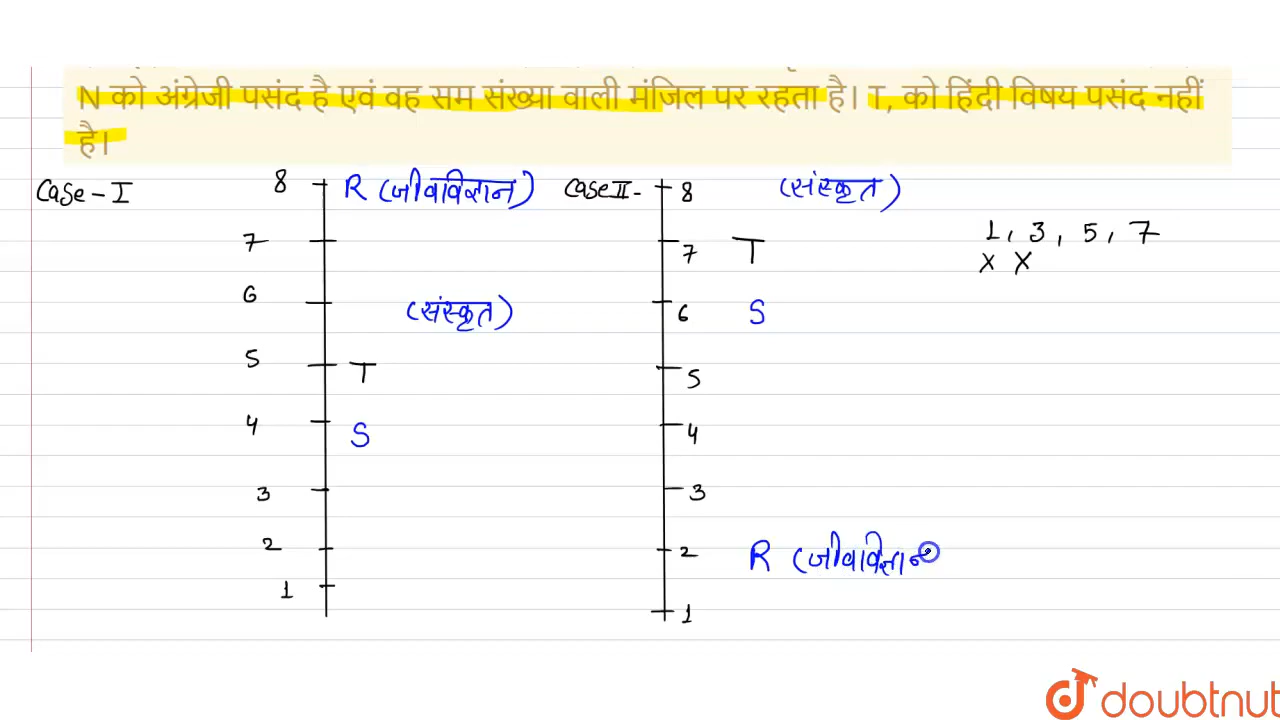 N को अंग्रेजी पसंद है एवं वह सम संख्या वाली मंजिल पर रहता है। T, को हिंदी विषय पसंद नहीं
है।
Case-I 8 R (जीवविज्ञान) Case II- 8 (संस्कृत)
1, 3, 5, 7
x x
7 7 T
6 (संस्कृत) 6 S
5 T 5
4 S 4
3 3
2 2 R (जीवविज्ञान
1 1
doubtnut